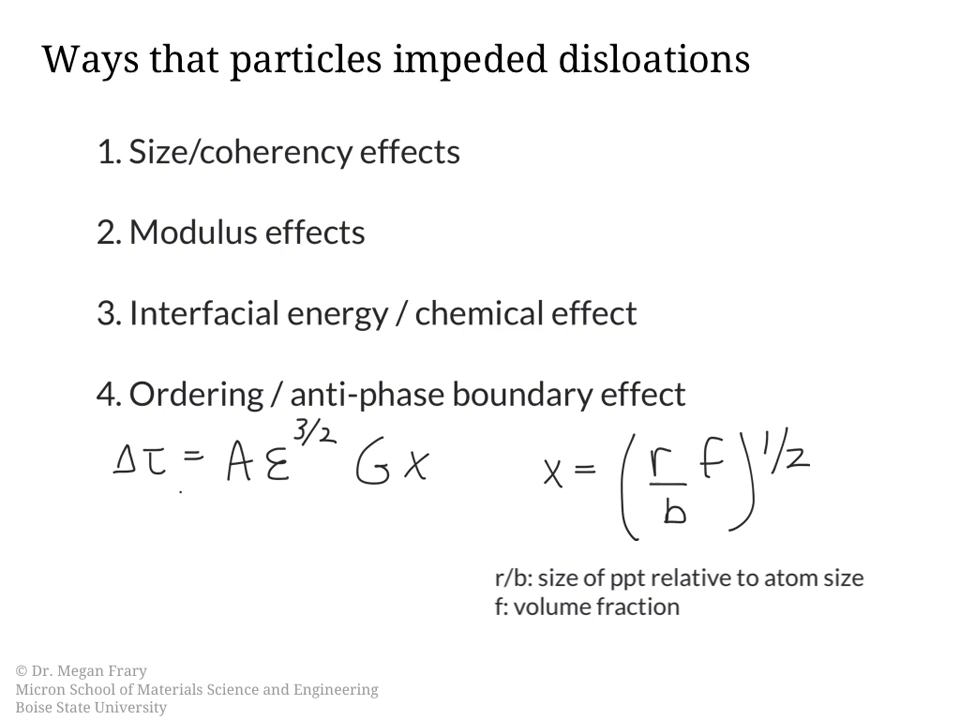 Ways that particles impeded disloations
1. Size/coherency effects
2. Modulus effects
3. Interfacial energy / chemical effect
4. Ordering / anti-phase boundary effect
Δτ = A ε^3/2 G x
x = (r/b f)^1/2
r/b: size of ppt relative to atom size
f: volume fraction
© Dr. Megan Frary
Micron School of Materials Science and Engineering
Boise State University